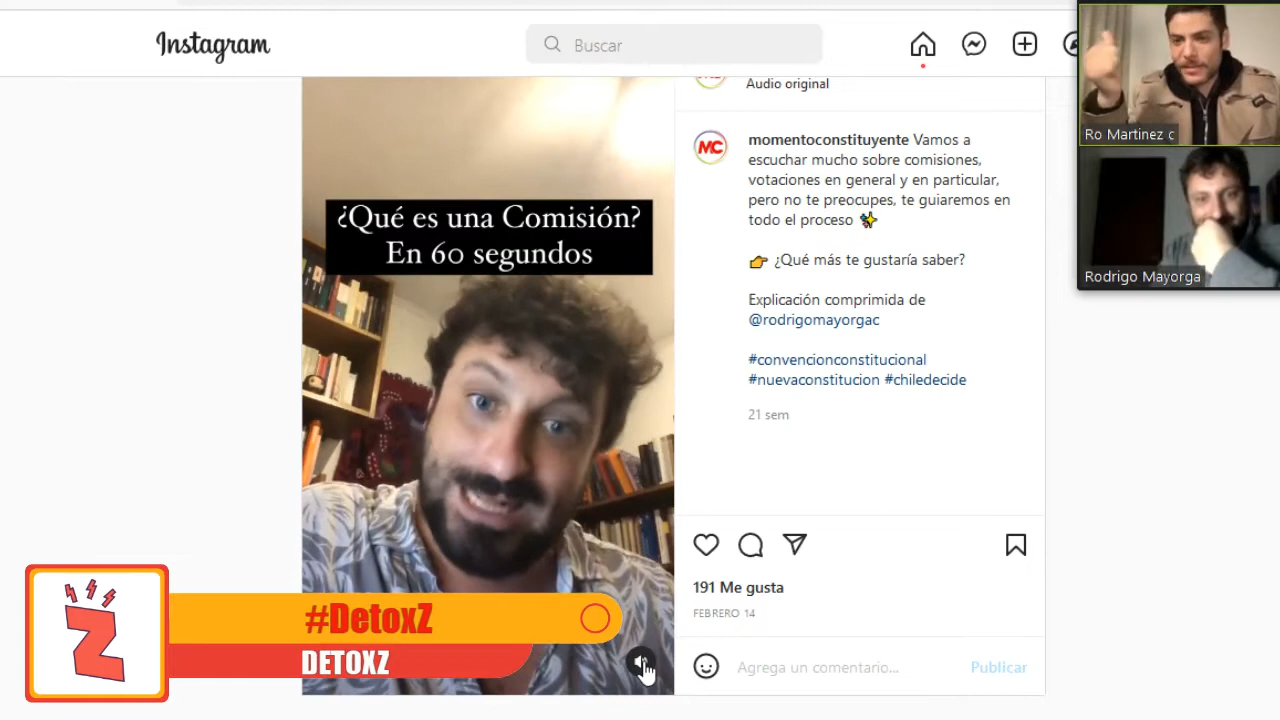 Instagram
Buscar
Audio original
MC
momentoconstituyente Vamos a
escuchar mucho sobre comisiones,
votaciones en general y en particular,
pero no te preocupes, te guiaremos en
todo el proceso ✨
👉 ¿Qué más te gustaría saber?
Explicación comprimida de
@rodrigomayorgac
#convencionconstitucional
#nuevaconstitucion #chiledecide
21 sem
¿Qué es una Comisión?
En 60 segundos
191 Me gusta
FEBRERO 14
Agrega un comentario...
Publicar
Ro Martinez c
Rodrigo Mayorga
Z
#DetoxZ
DETOXZ